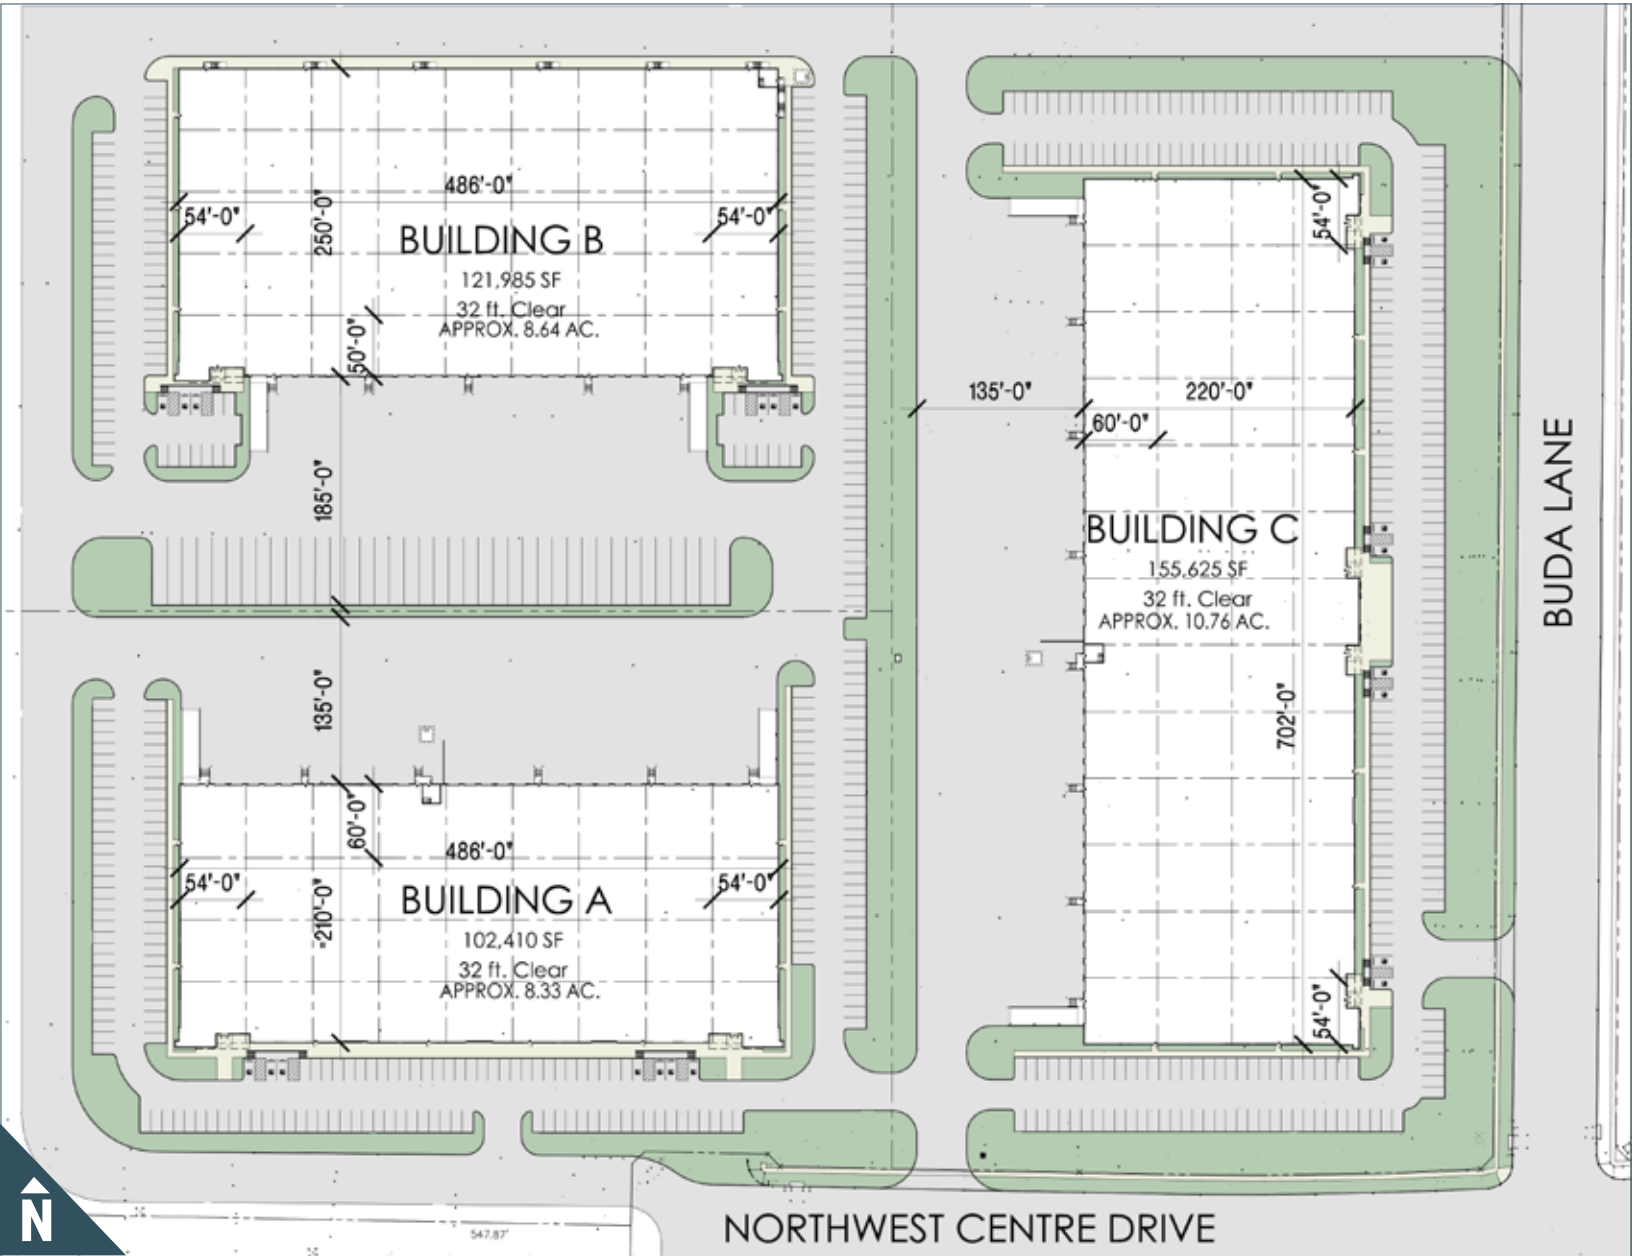 486'-0"
54'-0"
250'-0"
54'-0"
BUILDING B
121,985 SF
32 ft. Clear
APPROX. 8.64 AC.
50'-0"
185'-0"
135'-0"
60'-0"
486'-0"
54'-0"
54'-0"
210'-0"
BUILDING A
102,410 SF
32 ft. Clear
APPROX. 8.33 AC.
54'-0"
135'-0"
220'-0"
60'-0"
BUILDING C
155,625 SF
32 ft. Clear
APPROX. 10.76 AC.
702'-0"
54'-0"
BUDA LANE
NORTHWEST CENTRE DRIVE
547.87'
N